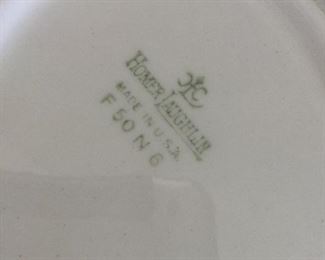 HOMER LAUGHLIN
MADE IN U.S.A.
F 50 N 6